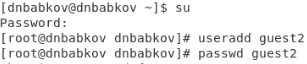 [dnbabkov@dnbabkov ~]$ su
Password:
[root@dnbabkov dnbabkov]# useradd guest2
[root@dnbabkov dnbabkov]# passwd guest2